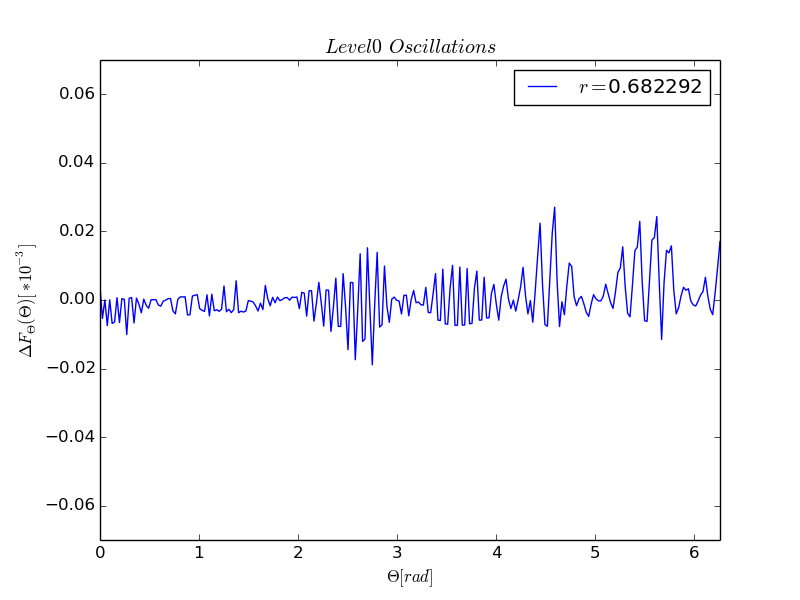 Level0 Oscillations
r=0.682292
0.06
0.04
0.02
0.00
−0.02
−0.04
−0.06
ΔF_Θ(Θ)[*10^{-3}]
0 1 2 3 4 5 6
Θ[rad]